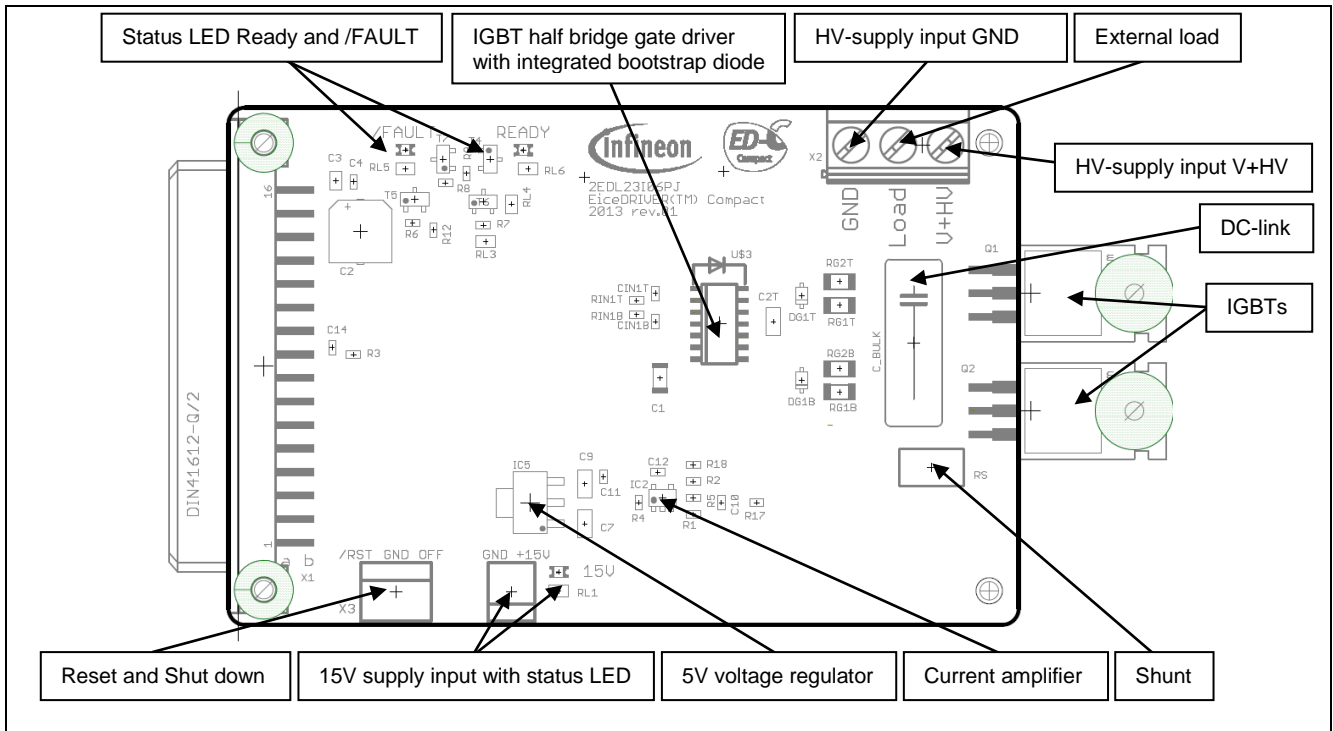 Status LED Ready and /FAULT
IGBT half bridge gate driver
with integrated bootstrap diode
HV-supply input GND
External load
HV-supply input V+HV
DC-link
IGBTs
/FAULT
READY
T7
T4
C3
C4
RL5
R8
RL6
T5
T6
RL4
R6
R12
R7
RL3
C2
16
infineon
ED-
Compact
2EDL23I06PJ
EiceDRIVER(TM) Compact
2013 rev.01
X2
GND
Load
V+HV
Q1
U$3
CIN1T
RIN1T
RIN1B
CIN1B
C2T
DG1T
RG2T
RG1T
C_BULK
C14
R3
C1
DG1B
RG2B
RG1B
Q2
DIN41612-Q/2
IC5
C9
C11
C7
C12
IC2
R4
R18
R2
R5
R1
C10
R17
RS
1
a b
X1
/RST GND OFF
X3
GND +15V
15V
RL1
Reset and Shut down
15V supply input with status LED
5V voltage regulator
Current amplifier
Shunt